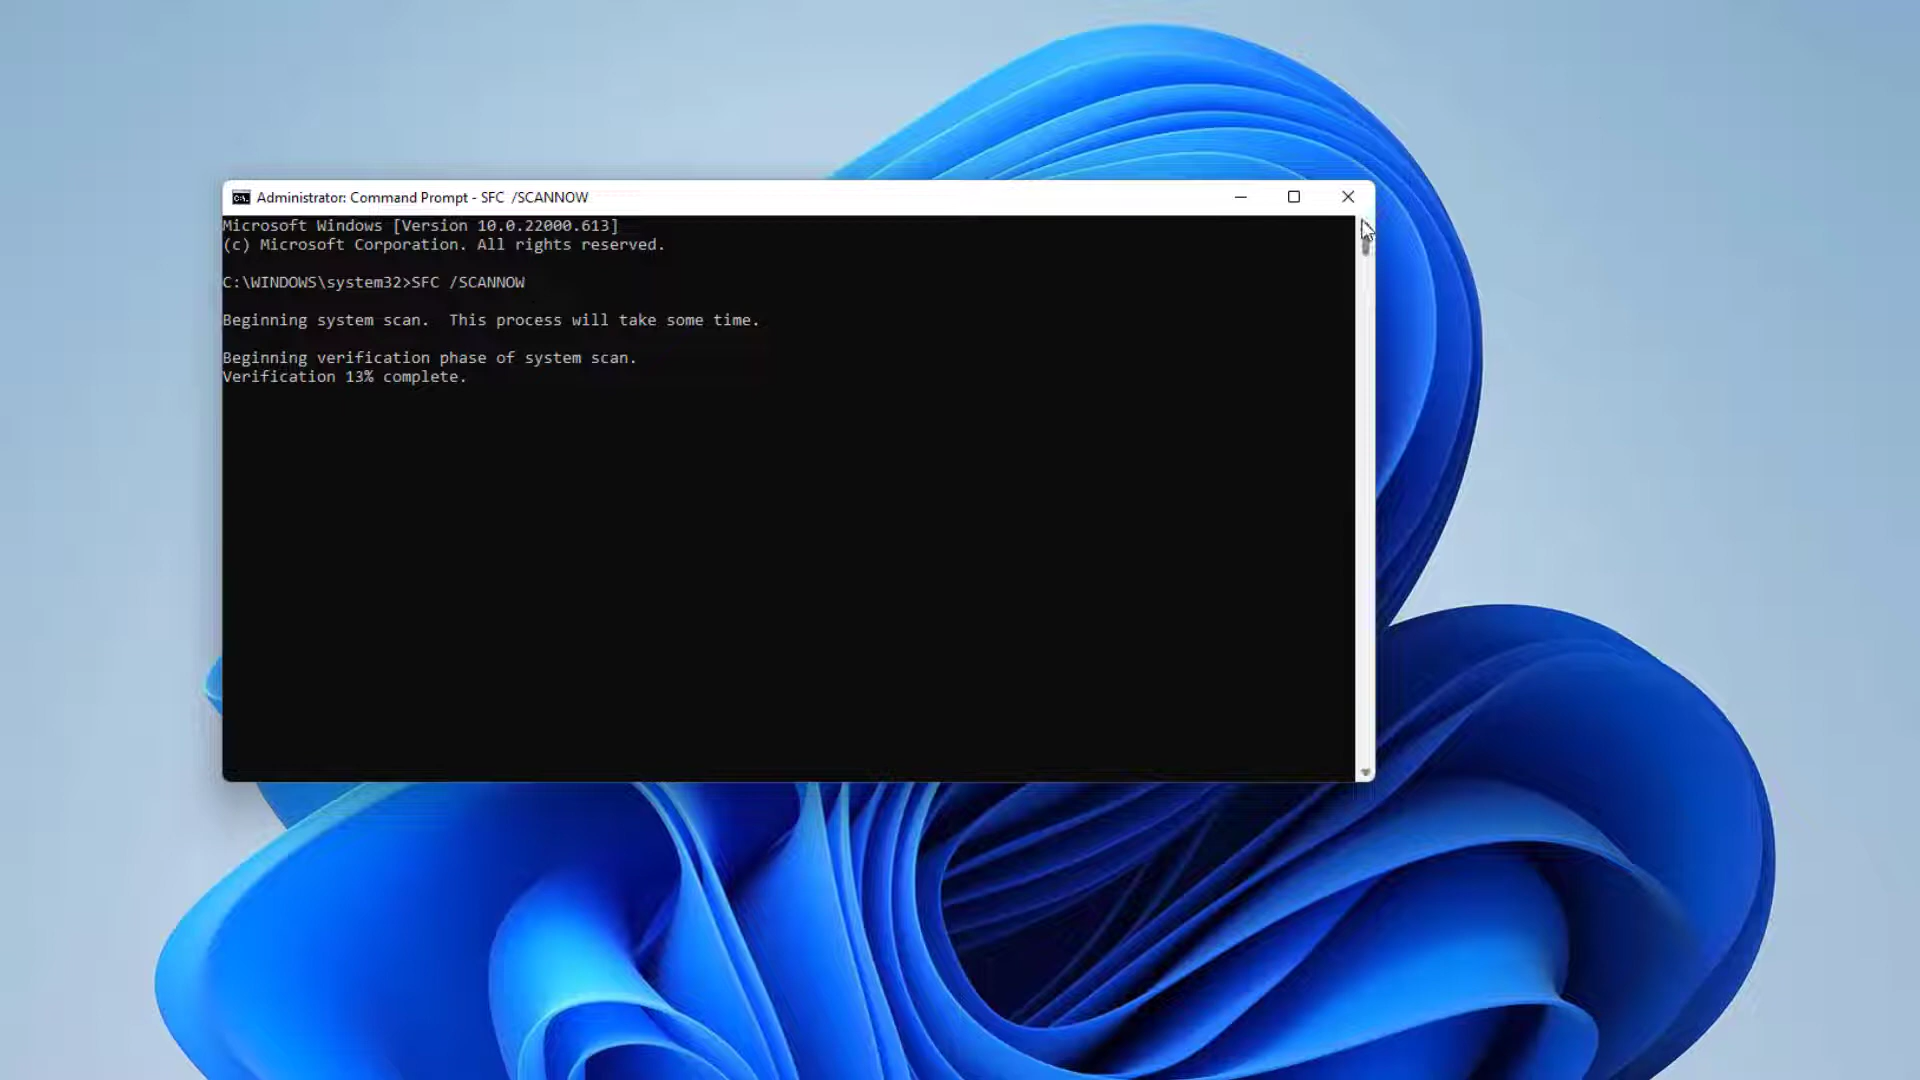 Administrator: Command Prompt - SFC  /SCANNOW
Microsoft Windows [Version 10.0.22000.613]
(c) Microsoft Corporation. All rights reserved.
C:\WINDOWS\system32>SFC /SCANNOW
Beginning system scan.  This process will take some time.
Beginning verification phase of system scan.
Verification 13% complete.